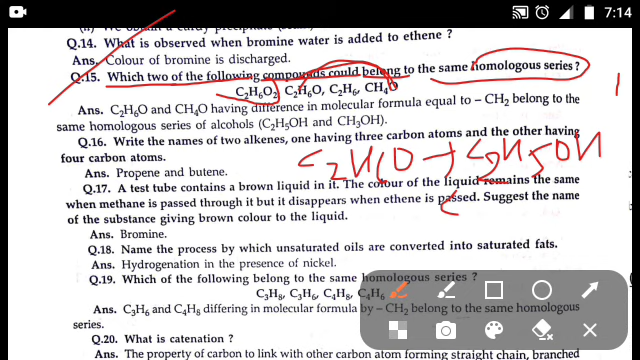 7:14
(ii) We obtain a curdy precipitate
Q.14. What is observed when bromine water is added to ethene ?
Ans. Colour of bromine is discharged.
Q.15. Which two of the following compounds could belong to the same homologous series ?
C₂H₆O₂, C₂H₆O, C₂H₆, CH₄O
Ans. C₂H₆O and CH₄O having difference in molecular formula equal to – CH₂ belong to the
same homologous series of alcohols (C₂H₅OH and CH₃OH).
Q.16. Write the names of two alkenes, one having three carbon atoms and the other having
four carbon atoms.
C₂H₆O → C₂H₅OH
Ans. Propene and butene.
Q.17. A test tube contains a brown liquid in it. The colour of the liquid remains the same
when methane is passed through it but it disappears when ethene is passed. Suggest the name
of the substance giving brown colour to the liquid.
Ans. Bromine.
Q.18. Name the process by which unsaturated oils are converted into saturated fats.
Ans. Hydrogenation in the presence of nickel.
Q.19. Which of the following belong to the same homologous series ?
C₃H₈, C₃H₆, C₄H₈, C₄H₆
Ans. C₃H₆ and C₄H₈ differing in molecular formula by – CH₂ belong to the same homologous
series.
Q.20. What is catenation ?
Ans. The property of carbon to link with other carbon atom forming straight chain, branched